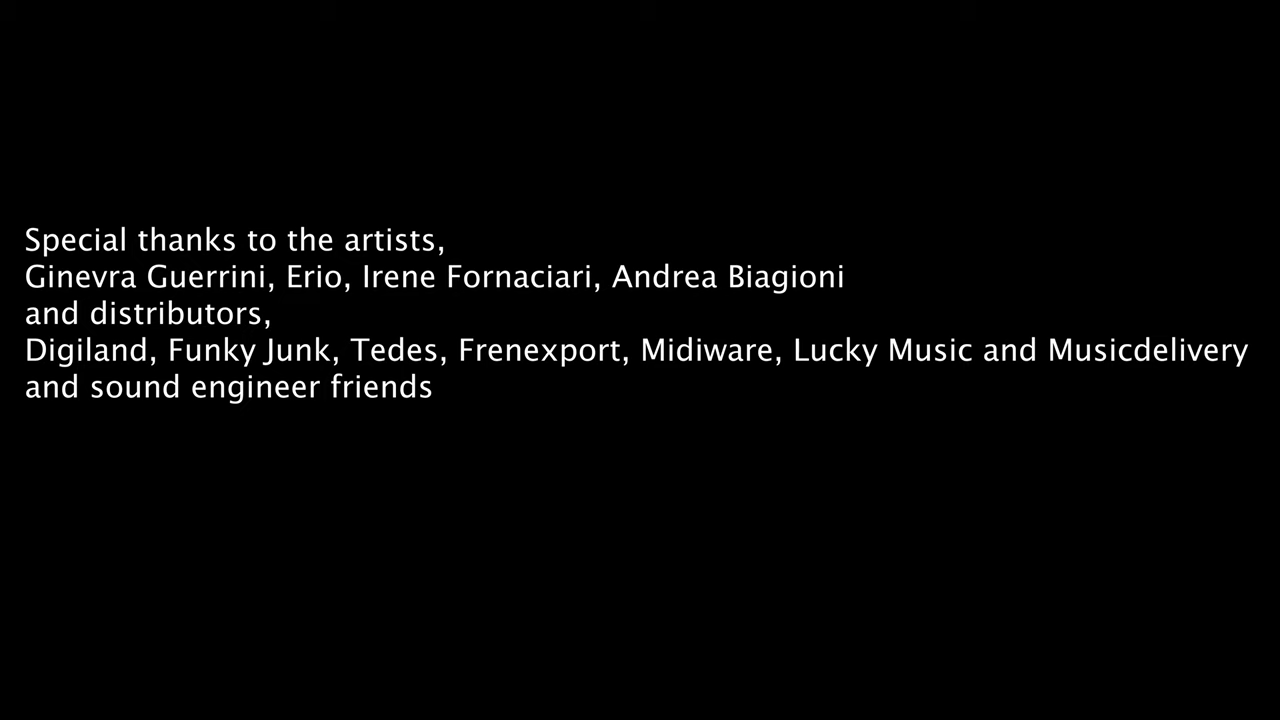 Special thanks to the artists,
Ginevra Guerrini, Erio, Irene Fornaciari, Andrea Biagioni
and distributors,
Digiland, Funky Junk, Tedes, Frenexport, Midiware, Lucky Music and Musicdelivery
and sound engineer friends